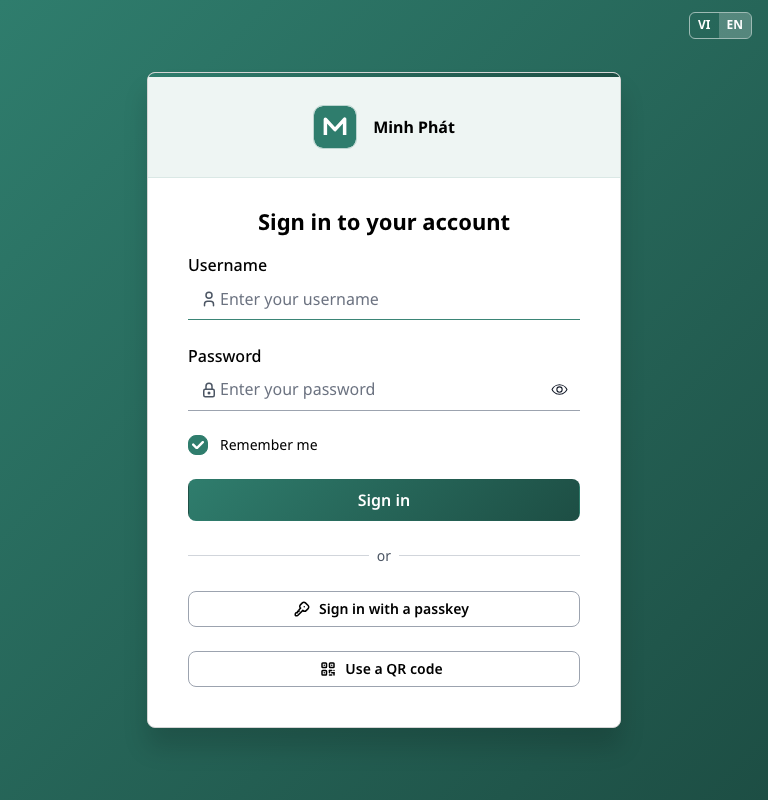 VI EN
Minh Phát
Sign in to your account
Username
Enter your username
Password
Enter your password
Remember me
Sign in
or
Sign in with a passkey
Use a QR code